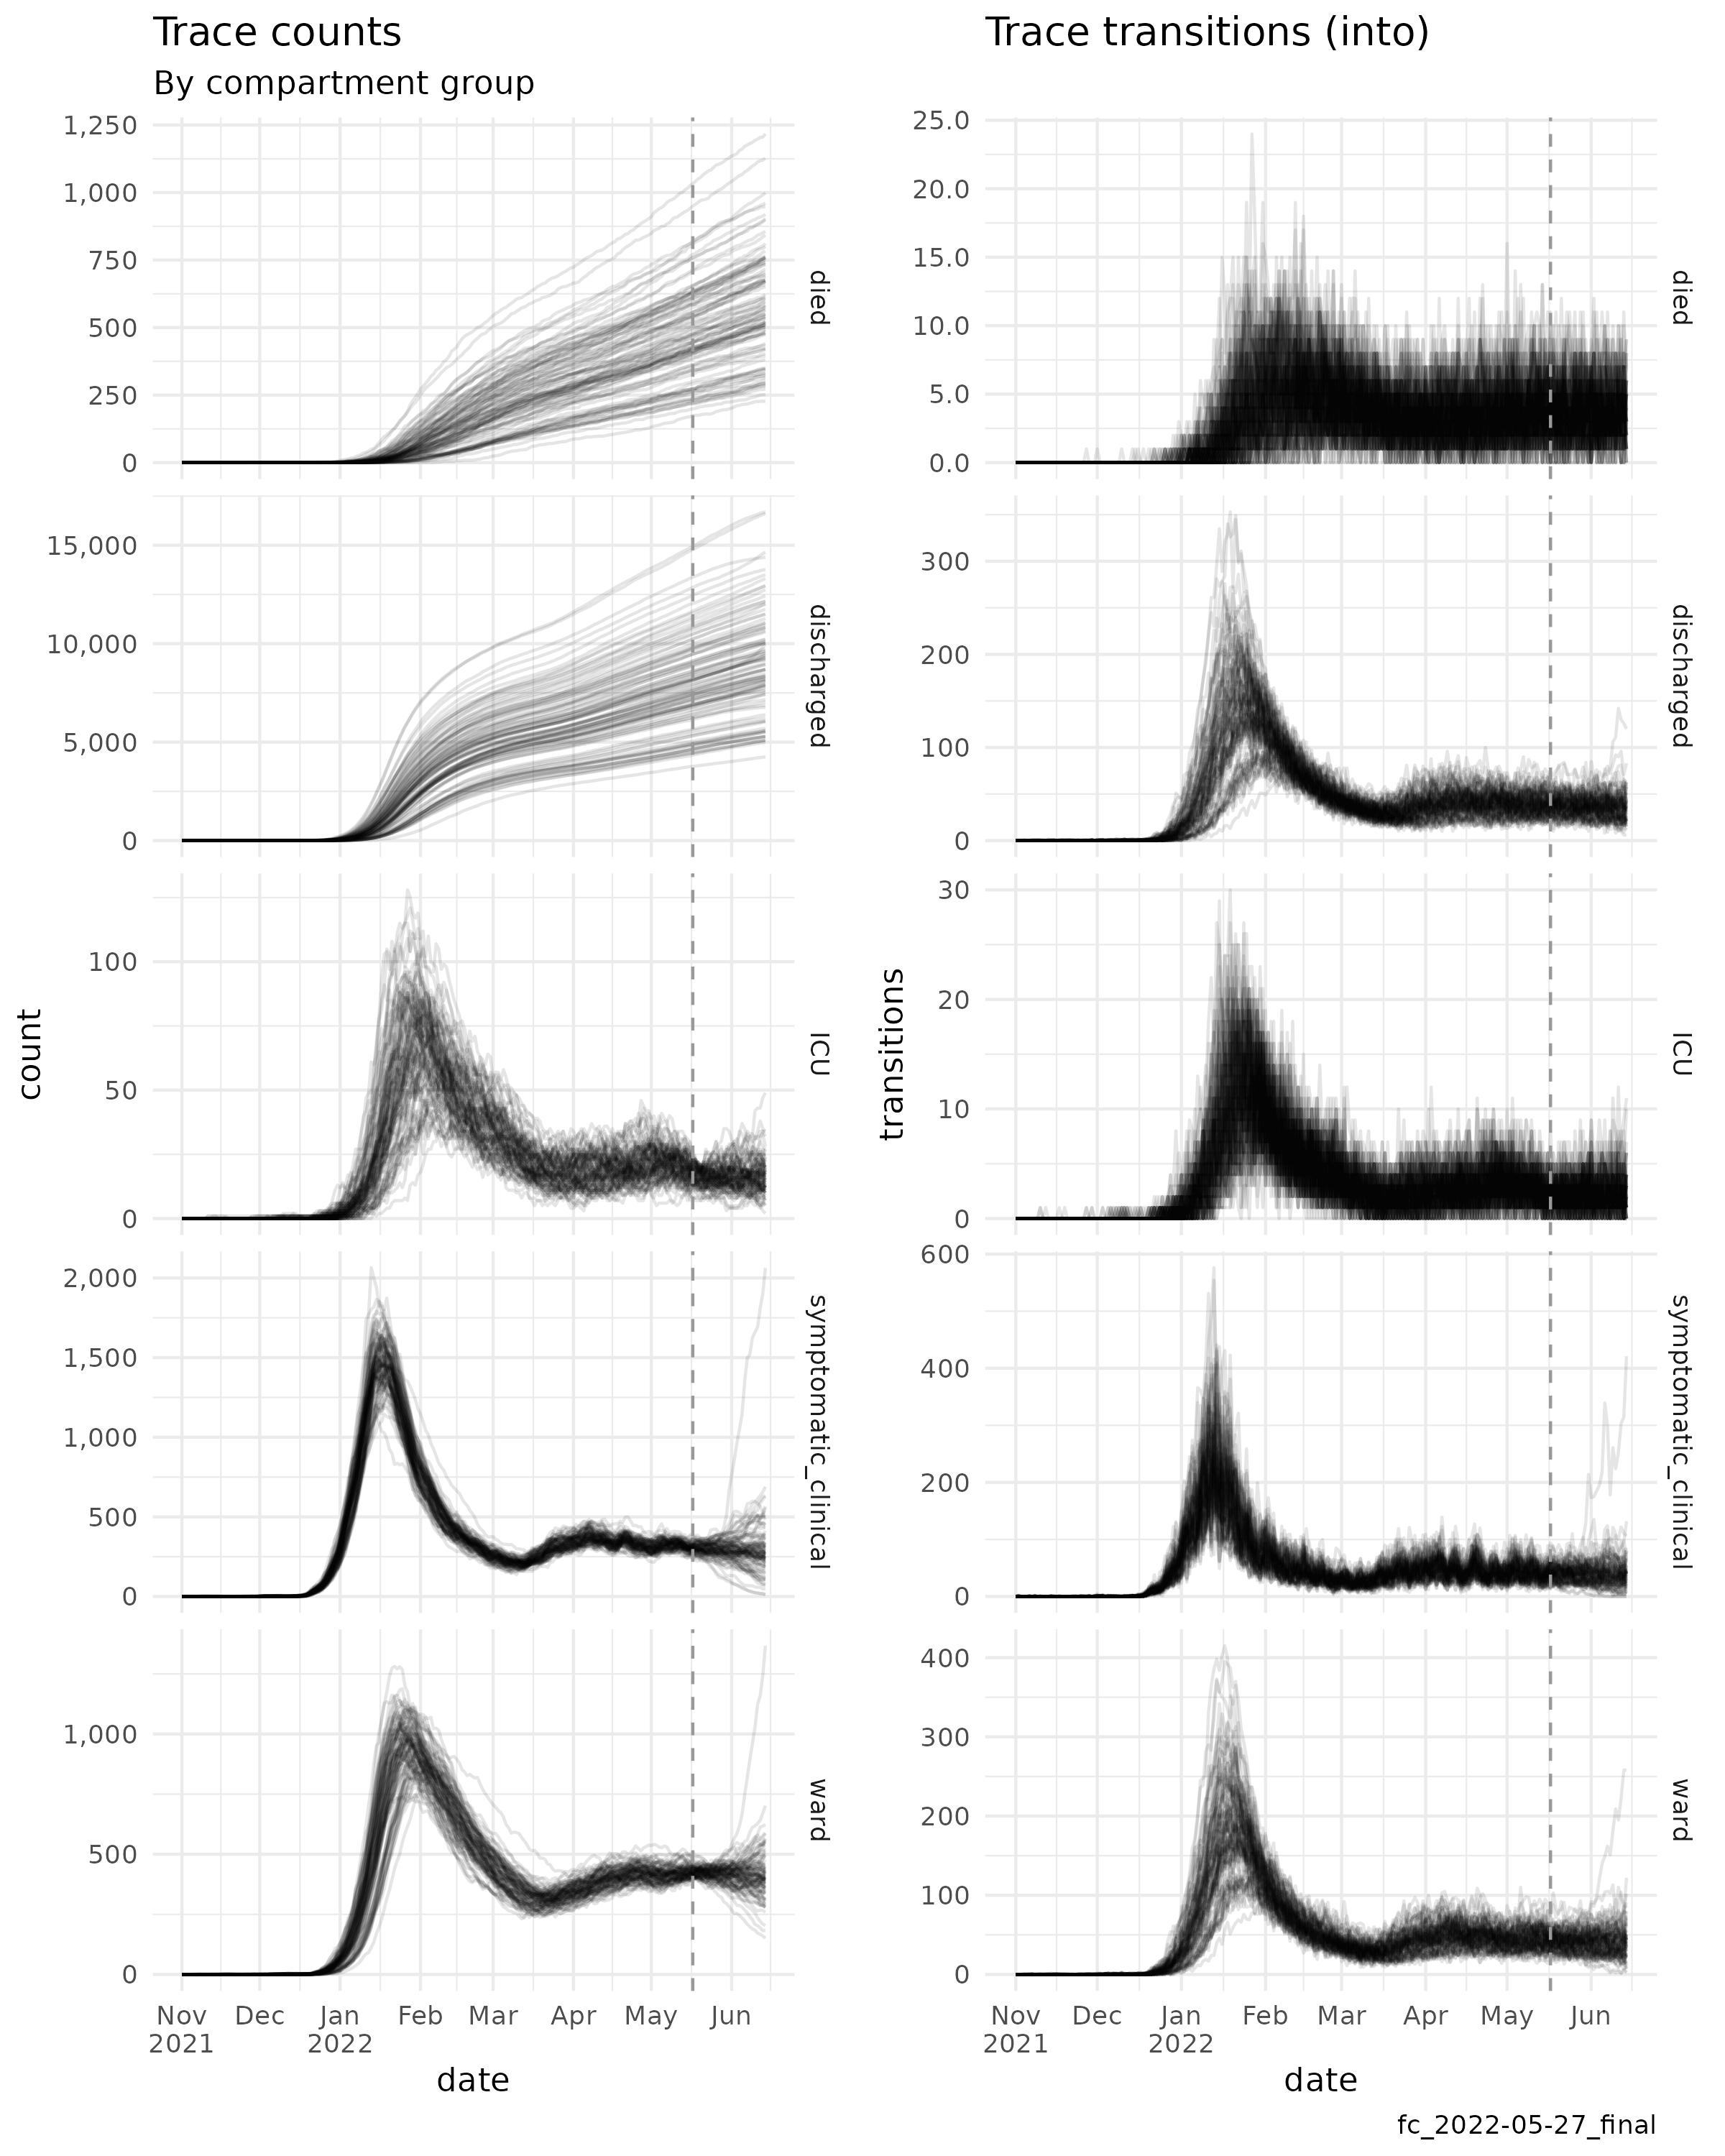 Trace counts
By compartment group
1,250
1,000
750
500
250
0
died
15,000
10,000
5,000
0
discharged
100
50
0
ICU
2,000
1,500
1,000
500
0
symptomatic_clinical
1,000
500
0
ward
count
Nov Dec Jan Feb Mar Apr May Jun
2021 2022
date
Trace transitions (into)
25.0
20.0
15.0
10.0
5.0
0.0
died
300
200
100
0
discharged
30
20
10
0
ICU
600
400
200
0
symptomatic_clinical
400
300
200
100
0
ward
transitions
Nov Dec Jan Feb Mar Apr May Jun
2021 2022
date
fc_2022-05-27_final